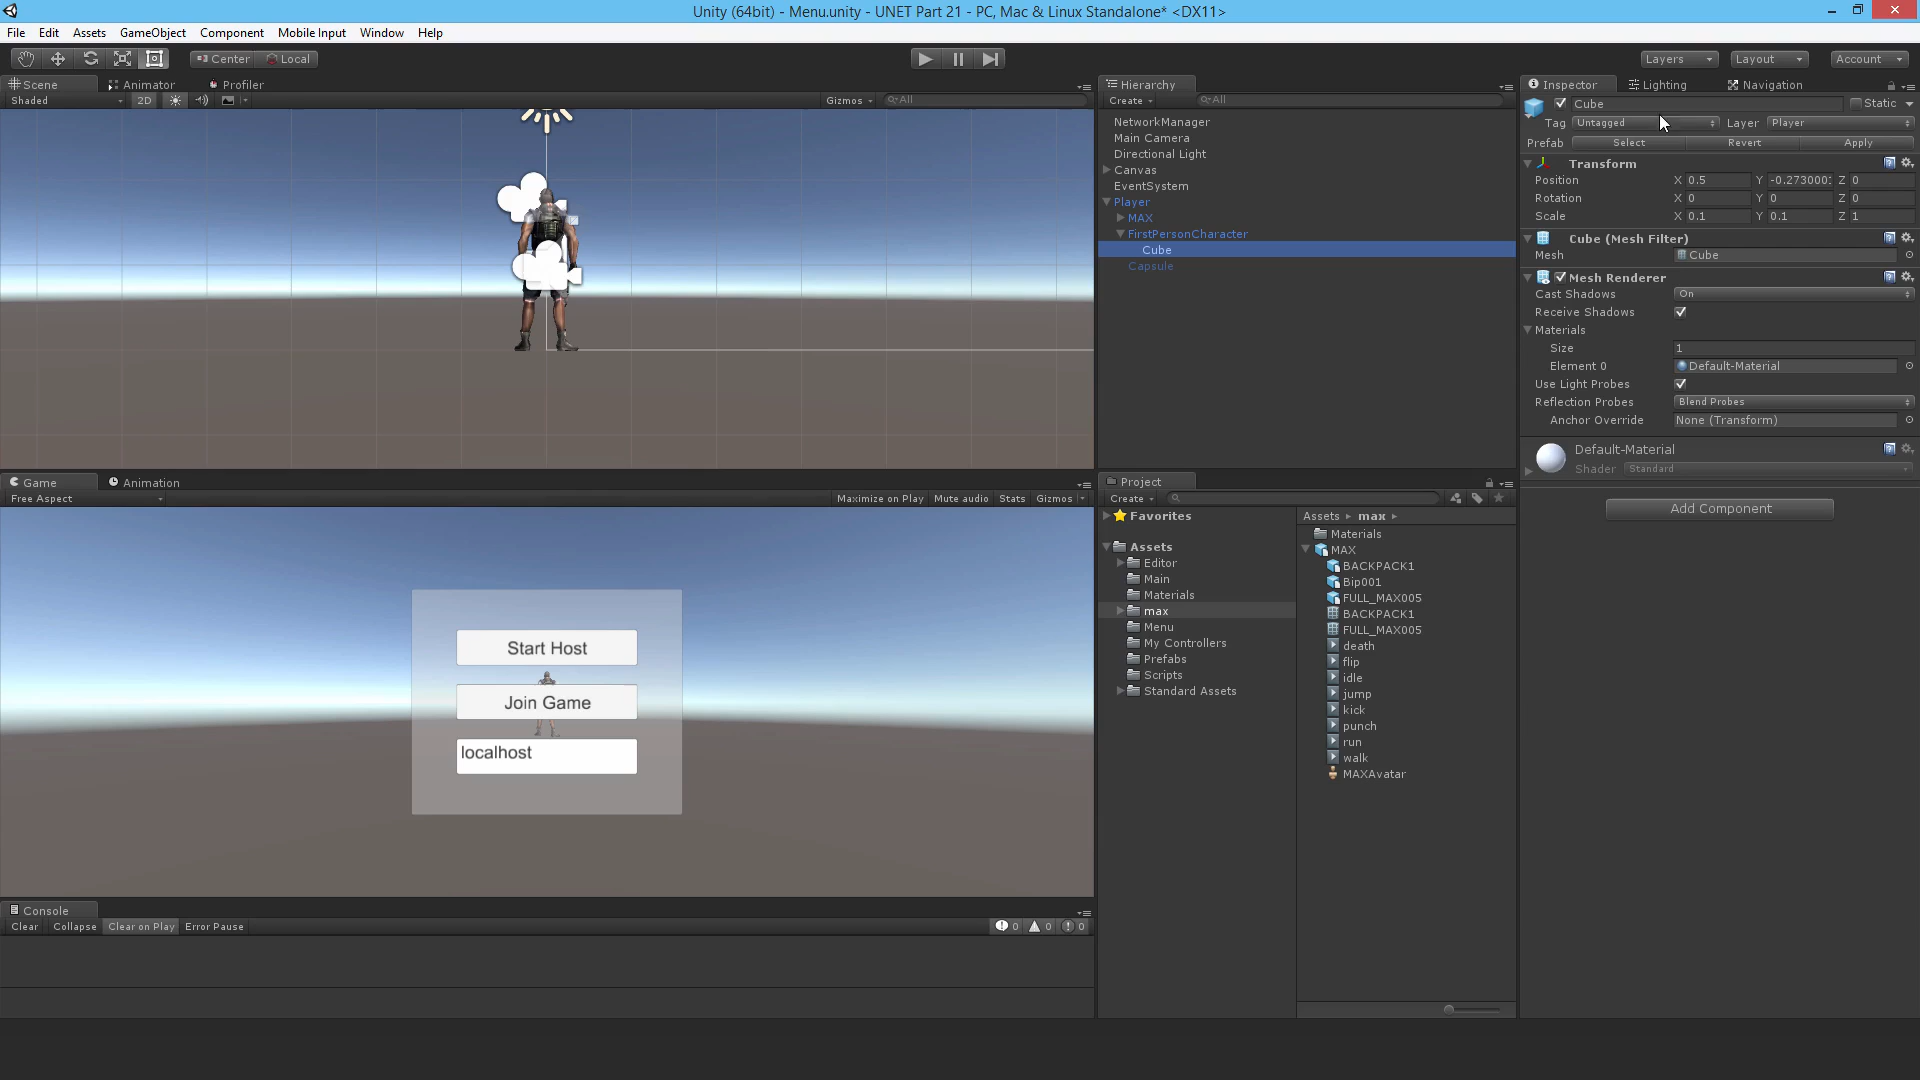 Unity (64bit) - Menu.unity - UNET Part 21 - PC, Mac & Linux Standalone* <DX11>
File Edit Assets GameObject Component Mobile Input Window Help
Center Local Layers Layout Account
Scene Animator Profiler
Shaded 2D Gizmos All
Hierarchy
Create All
NetworkManager
Main Camera
Directional Light
Canvas
EventSystem
Player
MAX
FirstPersonCharacter
Cube
Capsule
Inspector Lighting Navigation
Cube Static
Tag Untagged Layer Player
Prefab Select Revert Apply
Transform
Position X 0.5 Y -0.273000: Z 0
Rotation X 0 Y 0 Z 0
Scale X 0.1 Y 0.1 Z 1
Cube (Mesh Filter)
Mesh Cube
Mesh Renderer
Cast Shadows On
Receive Shadows
Materials
Size 1
Element 0 Default-Material
Use Light Probes
Reflection Probes Blend Probes
Anchor Override None (Transform)
Default-Material
Shader Standard
Add Component
Game Animation
Free Aspect Maximize on Play Mute audio Stats Gizmos
Start Host
Join Game
localhost
Project
Create
Favorites
Assets
Editor
Main
Materials
max
Menu
My Controllers
Prefabs
Scripts
Standard Assets
Assets max
Materials
MAX
BACKPACK1
Bip001
FULL_MAX005
BACKPACK1
FULL_MAX005
death
flip
idle
jump
kick
punch
run
walk
MAXAvatar
Console
Clear Collapse Clear on Play Error Pause 0 0 0